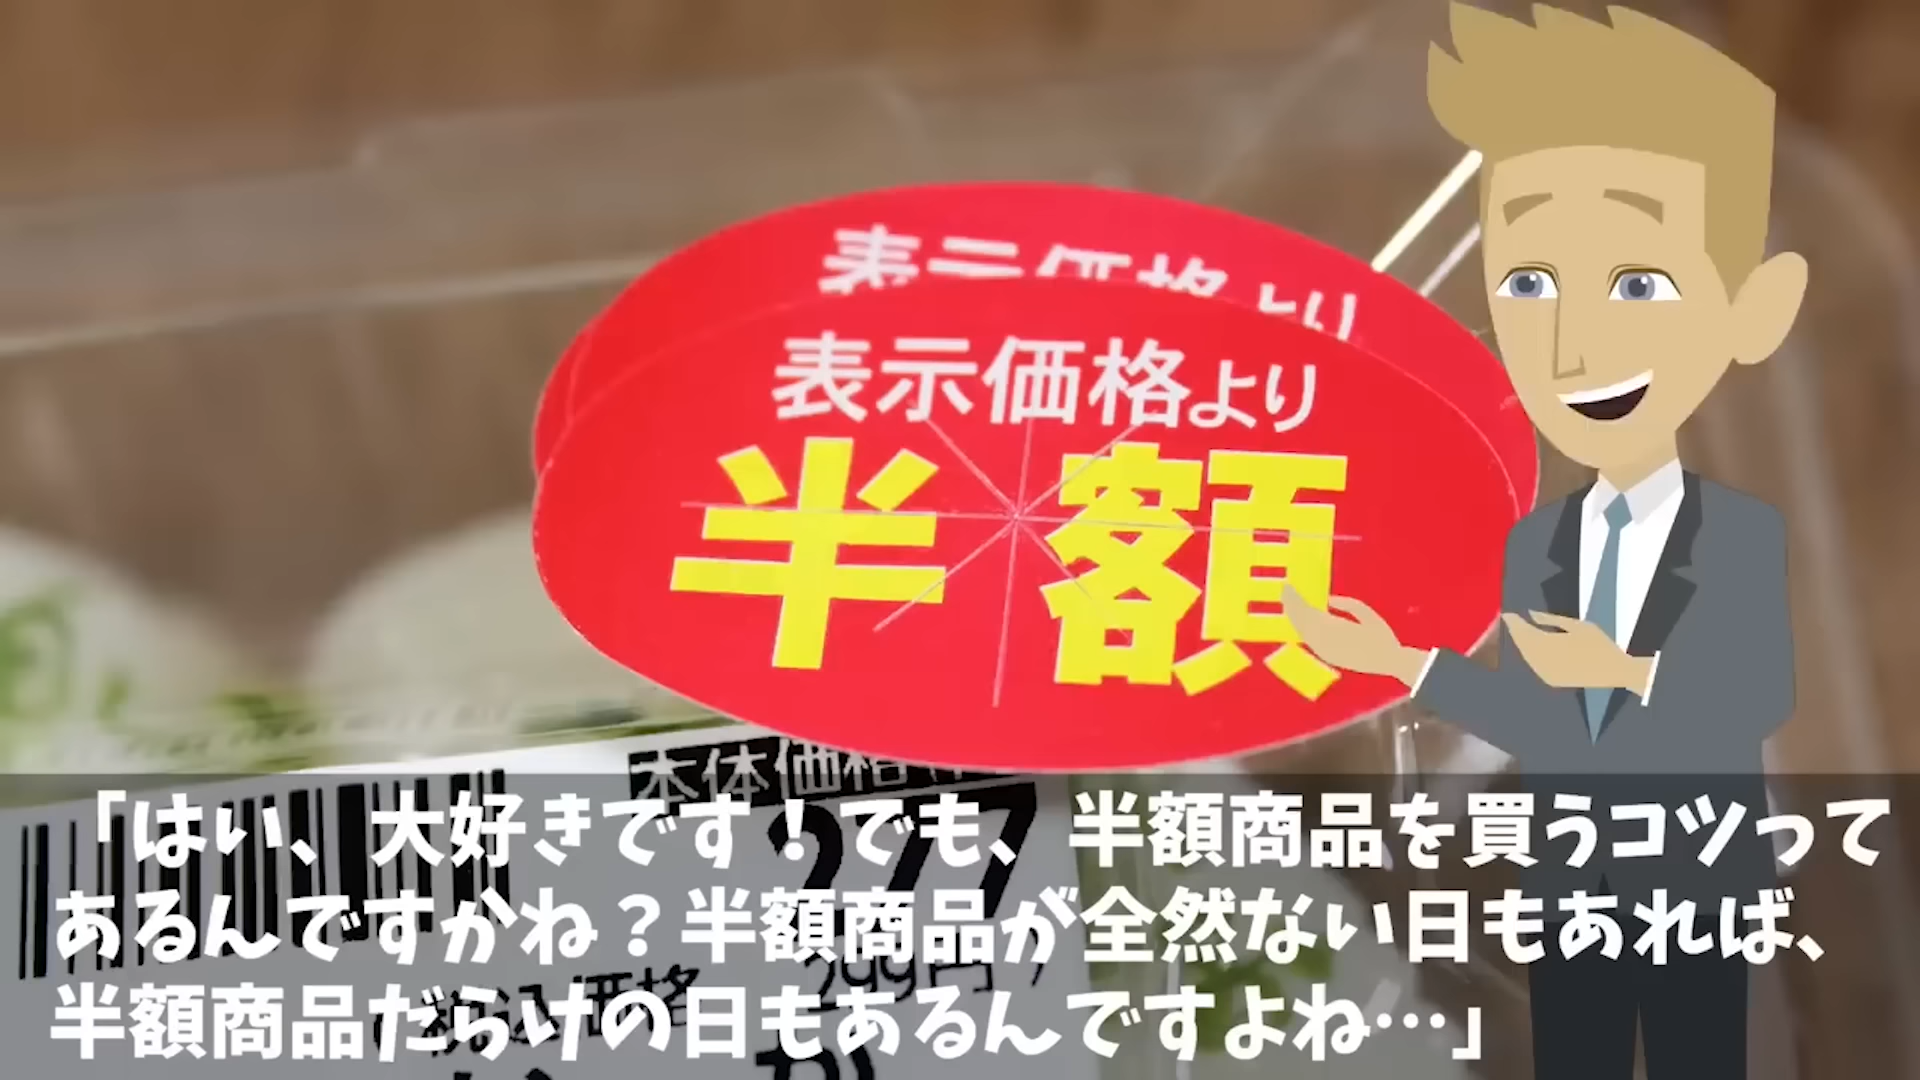 表示価格より
表示価格より
半額
本体価格
277
「はい、大好きです！でも、半額商品を買うコツって
あるんですかね？半額商品が全然ない日もあれば、
税込価格 299円
半額商品だらけの日もあるんですよね…」